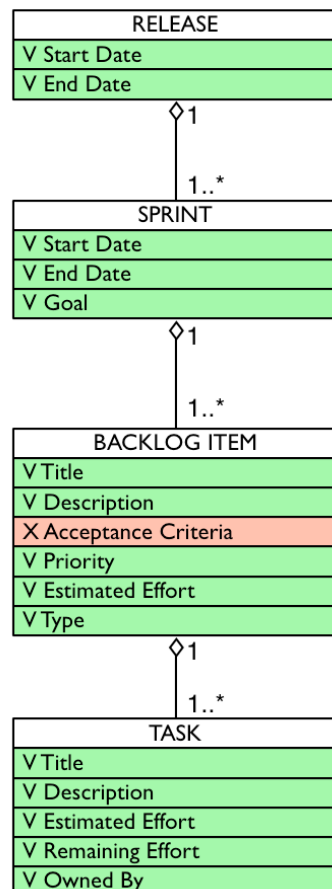 RELEASE
V Start Date
V End Date
1
1..*
SPRINT
V Start Date
V End Date
V Goal
1
1..*
BACKLOG ITEM
V Title
V Description
X Acceptance Criteria
V Priority
V Estimated Effort
V Type
1
1..*
TASK
V Title
V Description
V Estimated Effort
V Remaining Effort
V Owned By